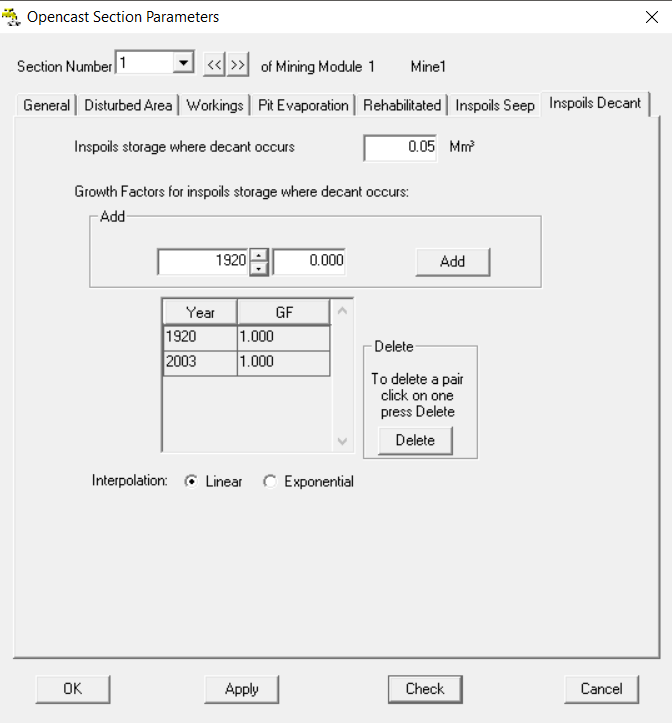 Opencast Section Parameters
Section Number 1 << >> of Mining Module 1 Mine1
General Disturbed Area Workings Pit Evaporation Rehabilitated Inspoils Seep Inspoils Decant
Inspoils storage where decant occurs 0.05 Mm³
Growth Factors for inspoils storage where decant occurs:
Add
1920 0.000 Add
Year GF
1920 1.000
2003 1.000
Delete
To delete a pair
click on one
press Delete
Delete
Interpolation: Linear Exponential
OK Apply Check Cancel